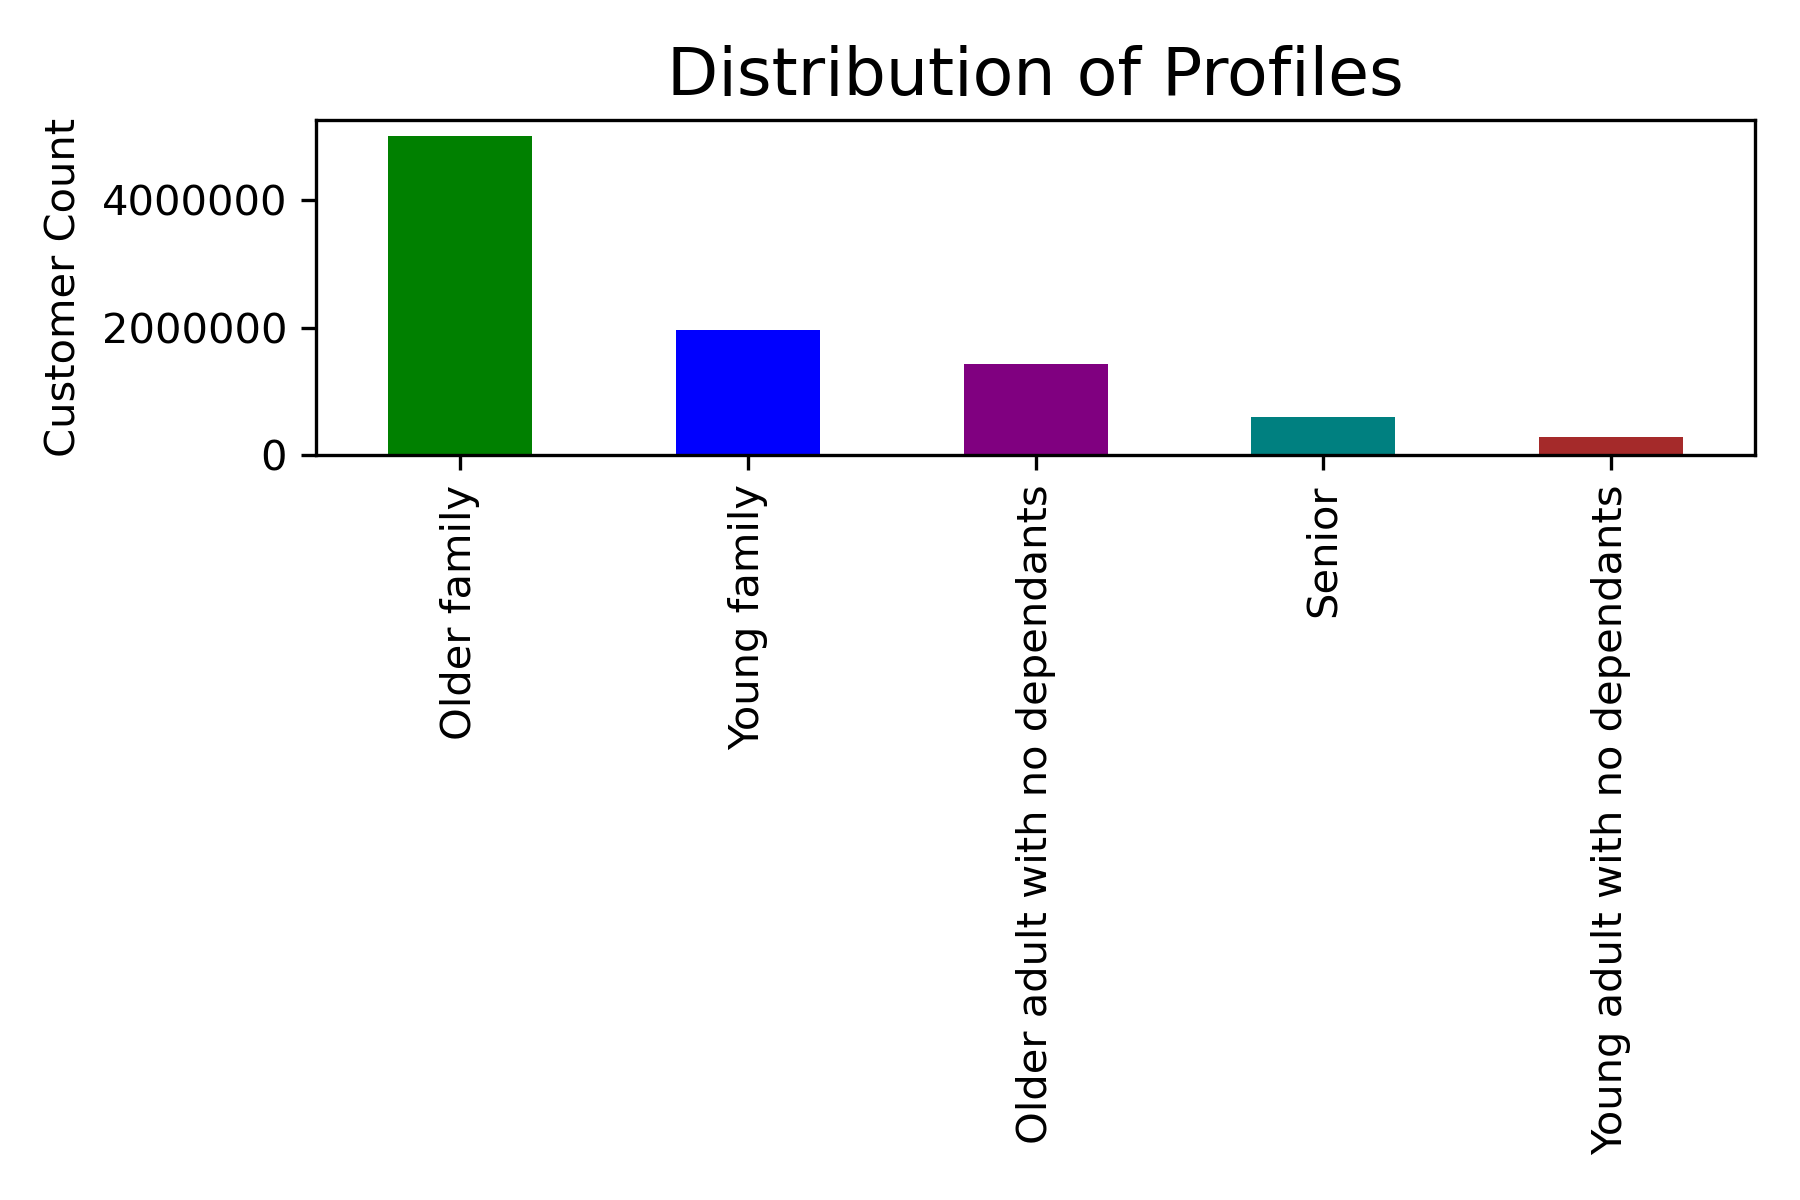 Distribution of Profiles
Customer Count
4000000
2000000
0
Older family
Young family
Older adult with no dependants
Senior
Young adult with no dependants